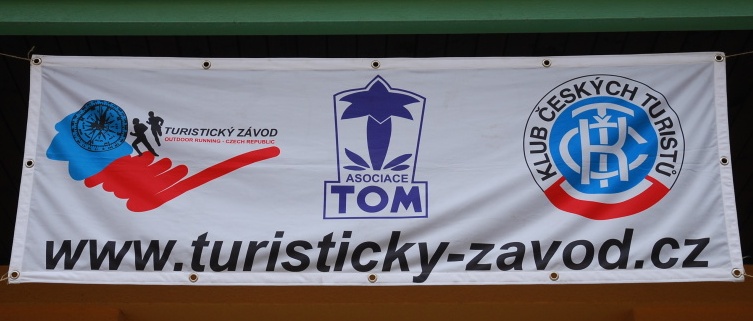 TURISTICKÝ ZÁVOD
OUTDOOR RUNNING - CZECH REPUBLIC
ASOCIACE
TOM
KLUB ČESKÝCH TURISTŮ
KČT
www.turisticky-zavod.cz